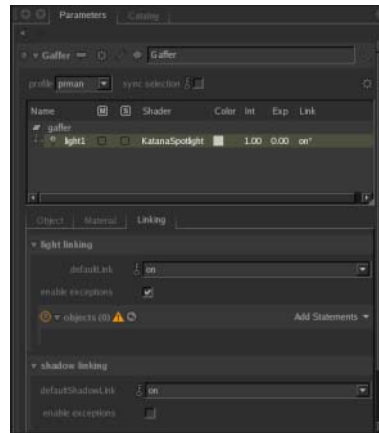 Parameters Catalog
Gaffer Gaffer
profile prman sync selection
Name M S Shader Color Int Exp Link
gaffer
light1 KatanaSpotlight 1.00 0.00 on*
Object Material Linking
light linking
defaultLink on
enable exceptions
objects (0) Add Statements
shadow linking
defaultShadowLink on
enable exceptions